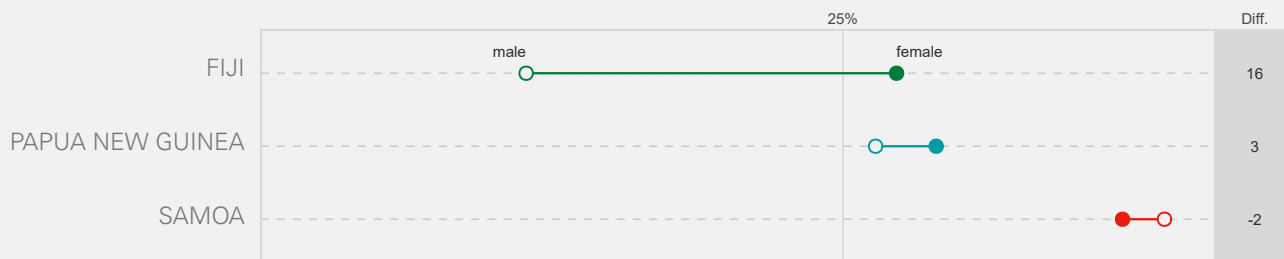 25% Diff.
male female
FIJI 16
PAPUA NEW GUINEA 3
SAMOA -2